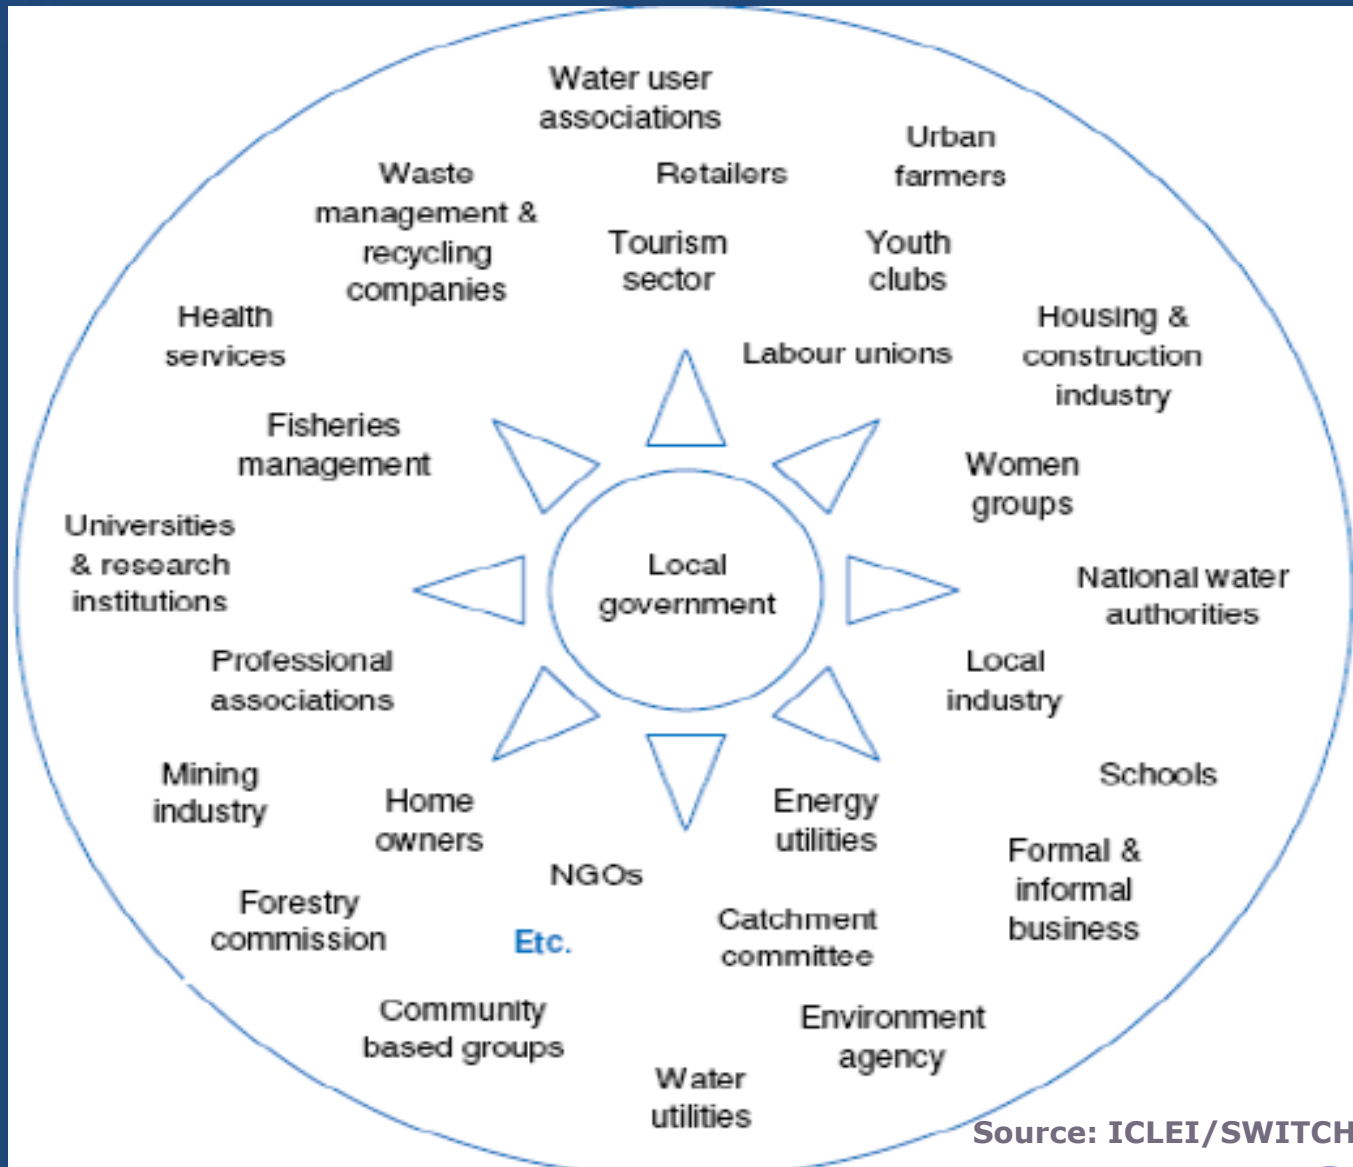 Water user
associations
Urban
farmers
Waste
management &
recycling
companies
Retailers
Tourism
sector
Youth
clubs
Health
services
Labour unions
Housing &
construction
industry
Fisheries
management
Women
groups
Universities
& research
institutions
Local
government
National water
authorities
Professional
associations
Local
industry
Mining
industry
Home
owners
Energy
utilities
Schools
NGOs
Formal &
informal
business
Forestry
commission
Etc.
Catchment
committee
Community
based groups
Environment
agency
Water
utilities
Source: ICLEI/SWITCH